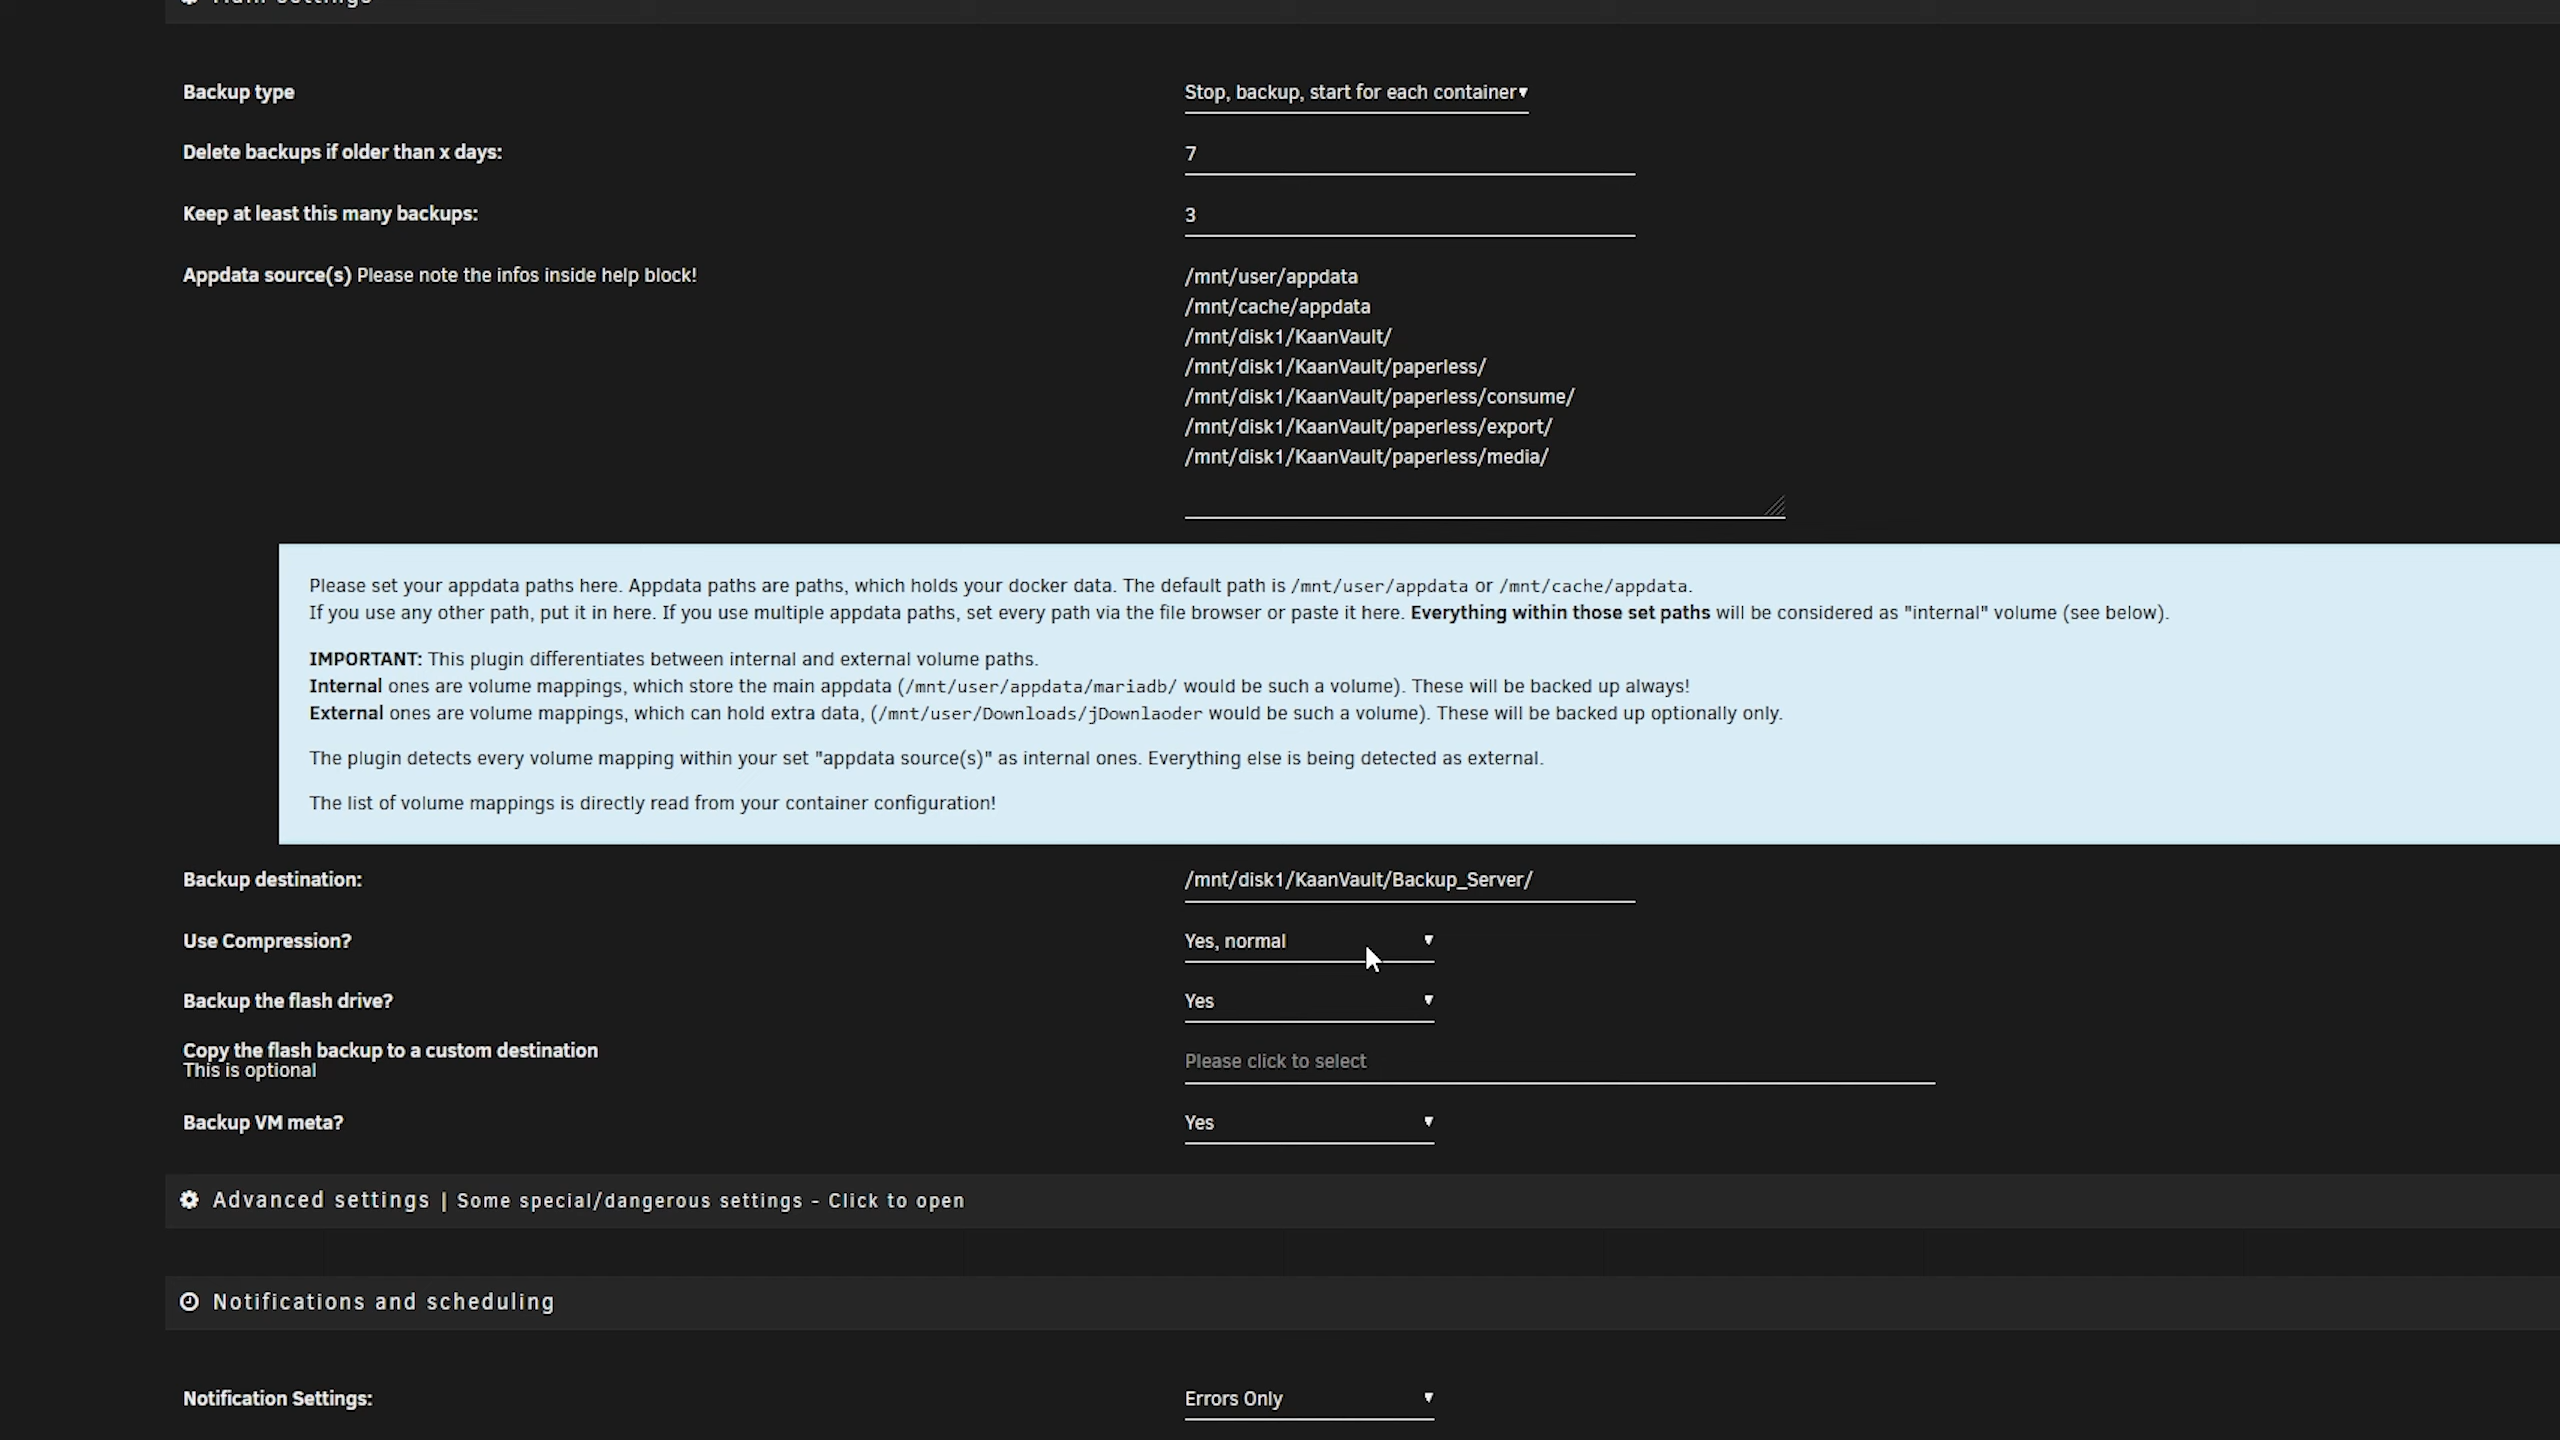 Main settings
Backup type
Stop, backup, start for each container
Delete backups if older than x days:
7
Keep at least this many backups:
3
Appdata source(s) Please note the infos inside help block!
/mnt/user/appdata
/mnt/cache/appdata
/mnt/disk1/KaanVault/
/mnt/disk1/KaanVault/paperless/
/mnt/disk1/KaanVault/paperless/consume/
/mnt/disk1/KaanVault/paperless/export/
/mnt/disk1/KaanVault/paperless/media/
Please set your appdata paths here. Appdata paths are paths, which holds your docker data. The default path is /mnt/user/appdata or /mnt/cache/appdata.
If you use any other path, put it in here. If you use multiple appdata paths, set every path via the file browser or paste it here. Everything within those set paths will be considered as "internal" volume (see below).
IMPORTANT: This plugin differentiates between internal and external volume paths.
Internal ones are volume mappings, which store the main appdata (/mnt/user/appdata/mariadb/ would be such a volume). These will be backed up always!
External ones are volume mappings, which can hold extra data, (/mnt/user/Downloads/jDownlaoder would be such a volume). These will be backed up optionally only.
The plugin detects every volume mapping within your set "appdata source(s)" as internal ones. Everything else is being detected as external.
The list of volume mappings is directly read from your container configuration!
Backup destination:
/mnt/disk1/KaanVault/Backup_Server/
Use Compression?
Yes, normal
Backup the flash drive?
Yes
Copy the flash backup to a custom destination
This is optional
Please click to select
Backup VM meta?
Yes
Advanced settings | Some special/dangerous settings - Click to open
Notifications and scheduling
Notification Settings:
Errors Only